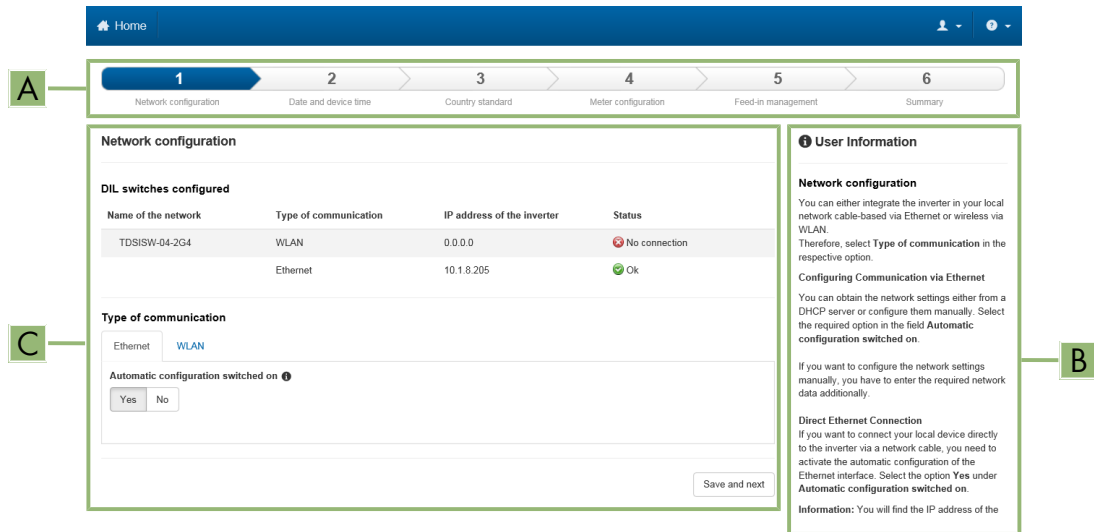 Home
A
1 2 3 4 5 6
Network configuration Date and device time Country standard Meter configuration Feed-in management Summary
Network configuration
DIL switches configured
Name of the network Type of communication IP address of the inverter Status
TDSISW-04-2G4 WLAN 0.0.0.0 No connection
Ethernet 10.1.8.205 Ok
C
Type of communication
Ethernet WLAN
Automatic configuration switched on
Yes No
Save and next
User Information
Network configuration
You can either integrate the inverter in your local
network cable-based via Ethernet or wireless via
WLAN.
Therefore, select Type of communication in the
respective option.
Configuring Communication via Ethernet
You can obtain the network settings either from a
DHCP server or configure them manually. Select
the required option in the field Automatic
configuration switched on.
B
If you want to configure the network settings
manually, you have to enter the required network
data additionally.
Direct Ethernet Connection
If you want to connect your local device directly
to the inverter via a network cable, you need to
activate the automatic configuration of the
Ethernet interface. Select the option Yes under
Automatic configuration switched on.
Information: You will find the IP address of the